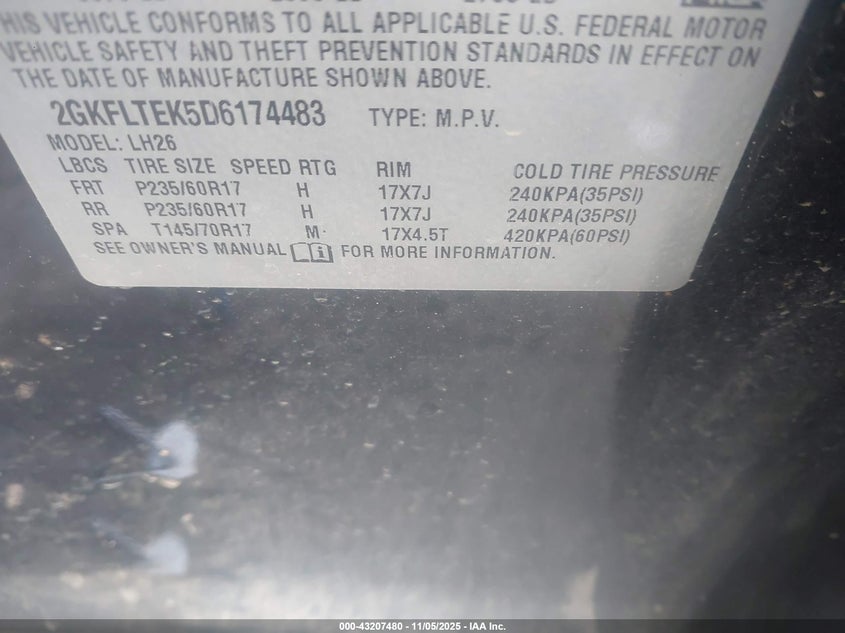 HIS VEHICLE CONFORMS TO ALL APPLICABLE U.S. FEDERAL MOTOR
VEHICLE SAFETY AND THEFT PREVENTION STANDARDS IN EFFECT ON
THE DATE OF MANUFACTURE SHOWN ABOVE.
2GKFLTEK5D6174483 TYPE: M.P.V.
MODEL: LH26
LBCS TIRE SIZE SPEED RTG RIM COLD TIRE PRESSURE
FRT P235/60R17 H 17X7J 240KPA(35PSI)
RR P235/60R17 H 17X7J 240KPA(35PSI)
SPA T145/70R17 M 17X4.5T 420KPA(60PSI)
SEE OWNER'S MANUAL FOR MORE INFORMATION.
000-43207480 - 11/05/2025 - IAA Inc.